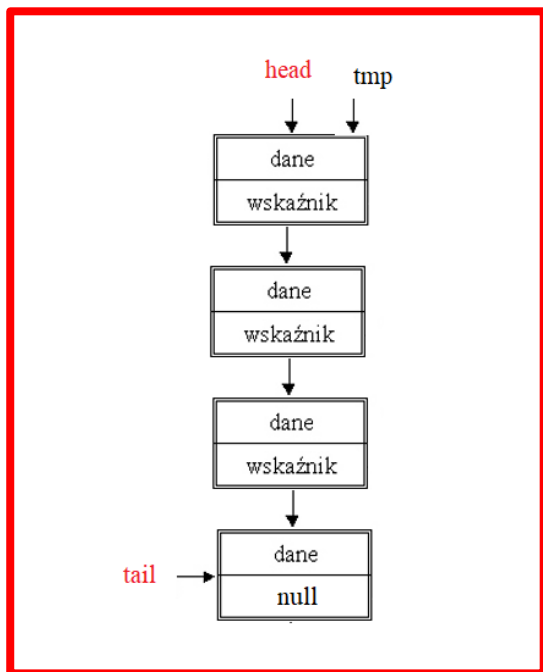 head tmp
dane
wskaźnik
dane
wskaźnik
dane
wskaźnik
dane
tail
null